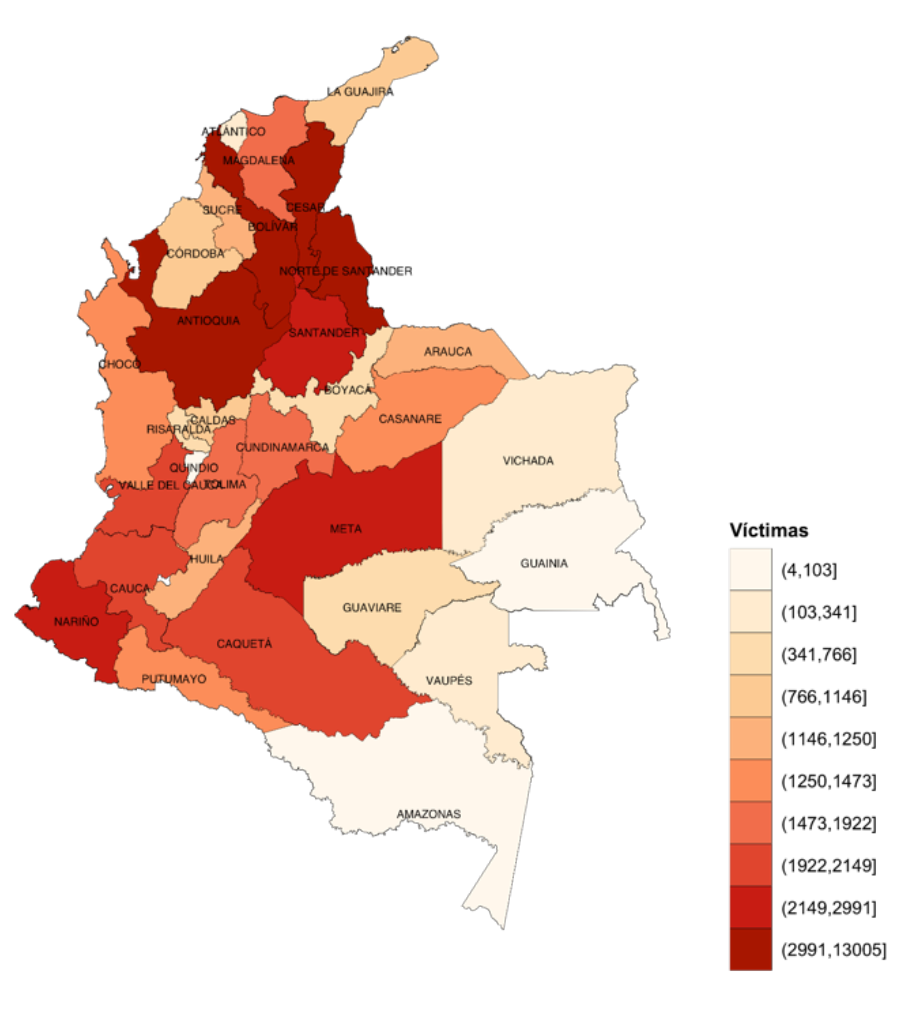 LA GUAJIRA
ATLÁNTICO
MAGDALENA
CESAR
SUCRE
BOLÍVAR
CÓRDOBA
NORTE DE SANTANDER
ANTIOQUIA
SANTANDER
ARAUCA
CHOCÓ
BOYACÁ
CASANARE
CALDAS
RISARALDA
CUNDINAMARCA
VICHADA
QUINDIO
VALLE DEL CAUCA
TOLIMA
META
Víctimas
HUILA
GUAINIA
(4,103]
CAUCA
GUAVIARE
(103,341]
NARIÑO
CAQUETÁ
(341,766]
PUTUMAYO
VAUPÉS
(766,1146]
(1146,1250]
(1250,1473]
AMAZONAS
(1473,1922]
(1922,2149]
(2149,2991]
(2991,13005]